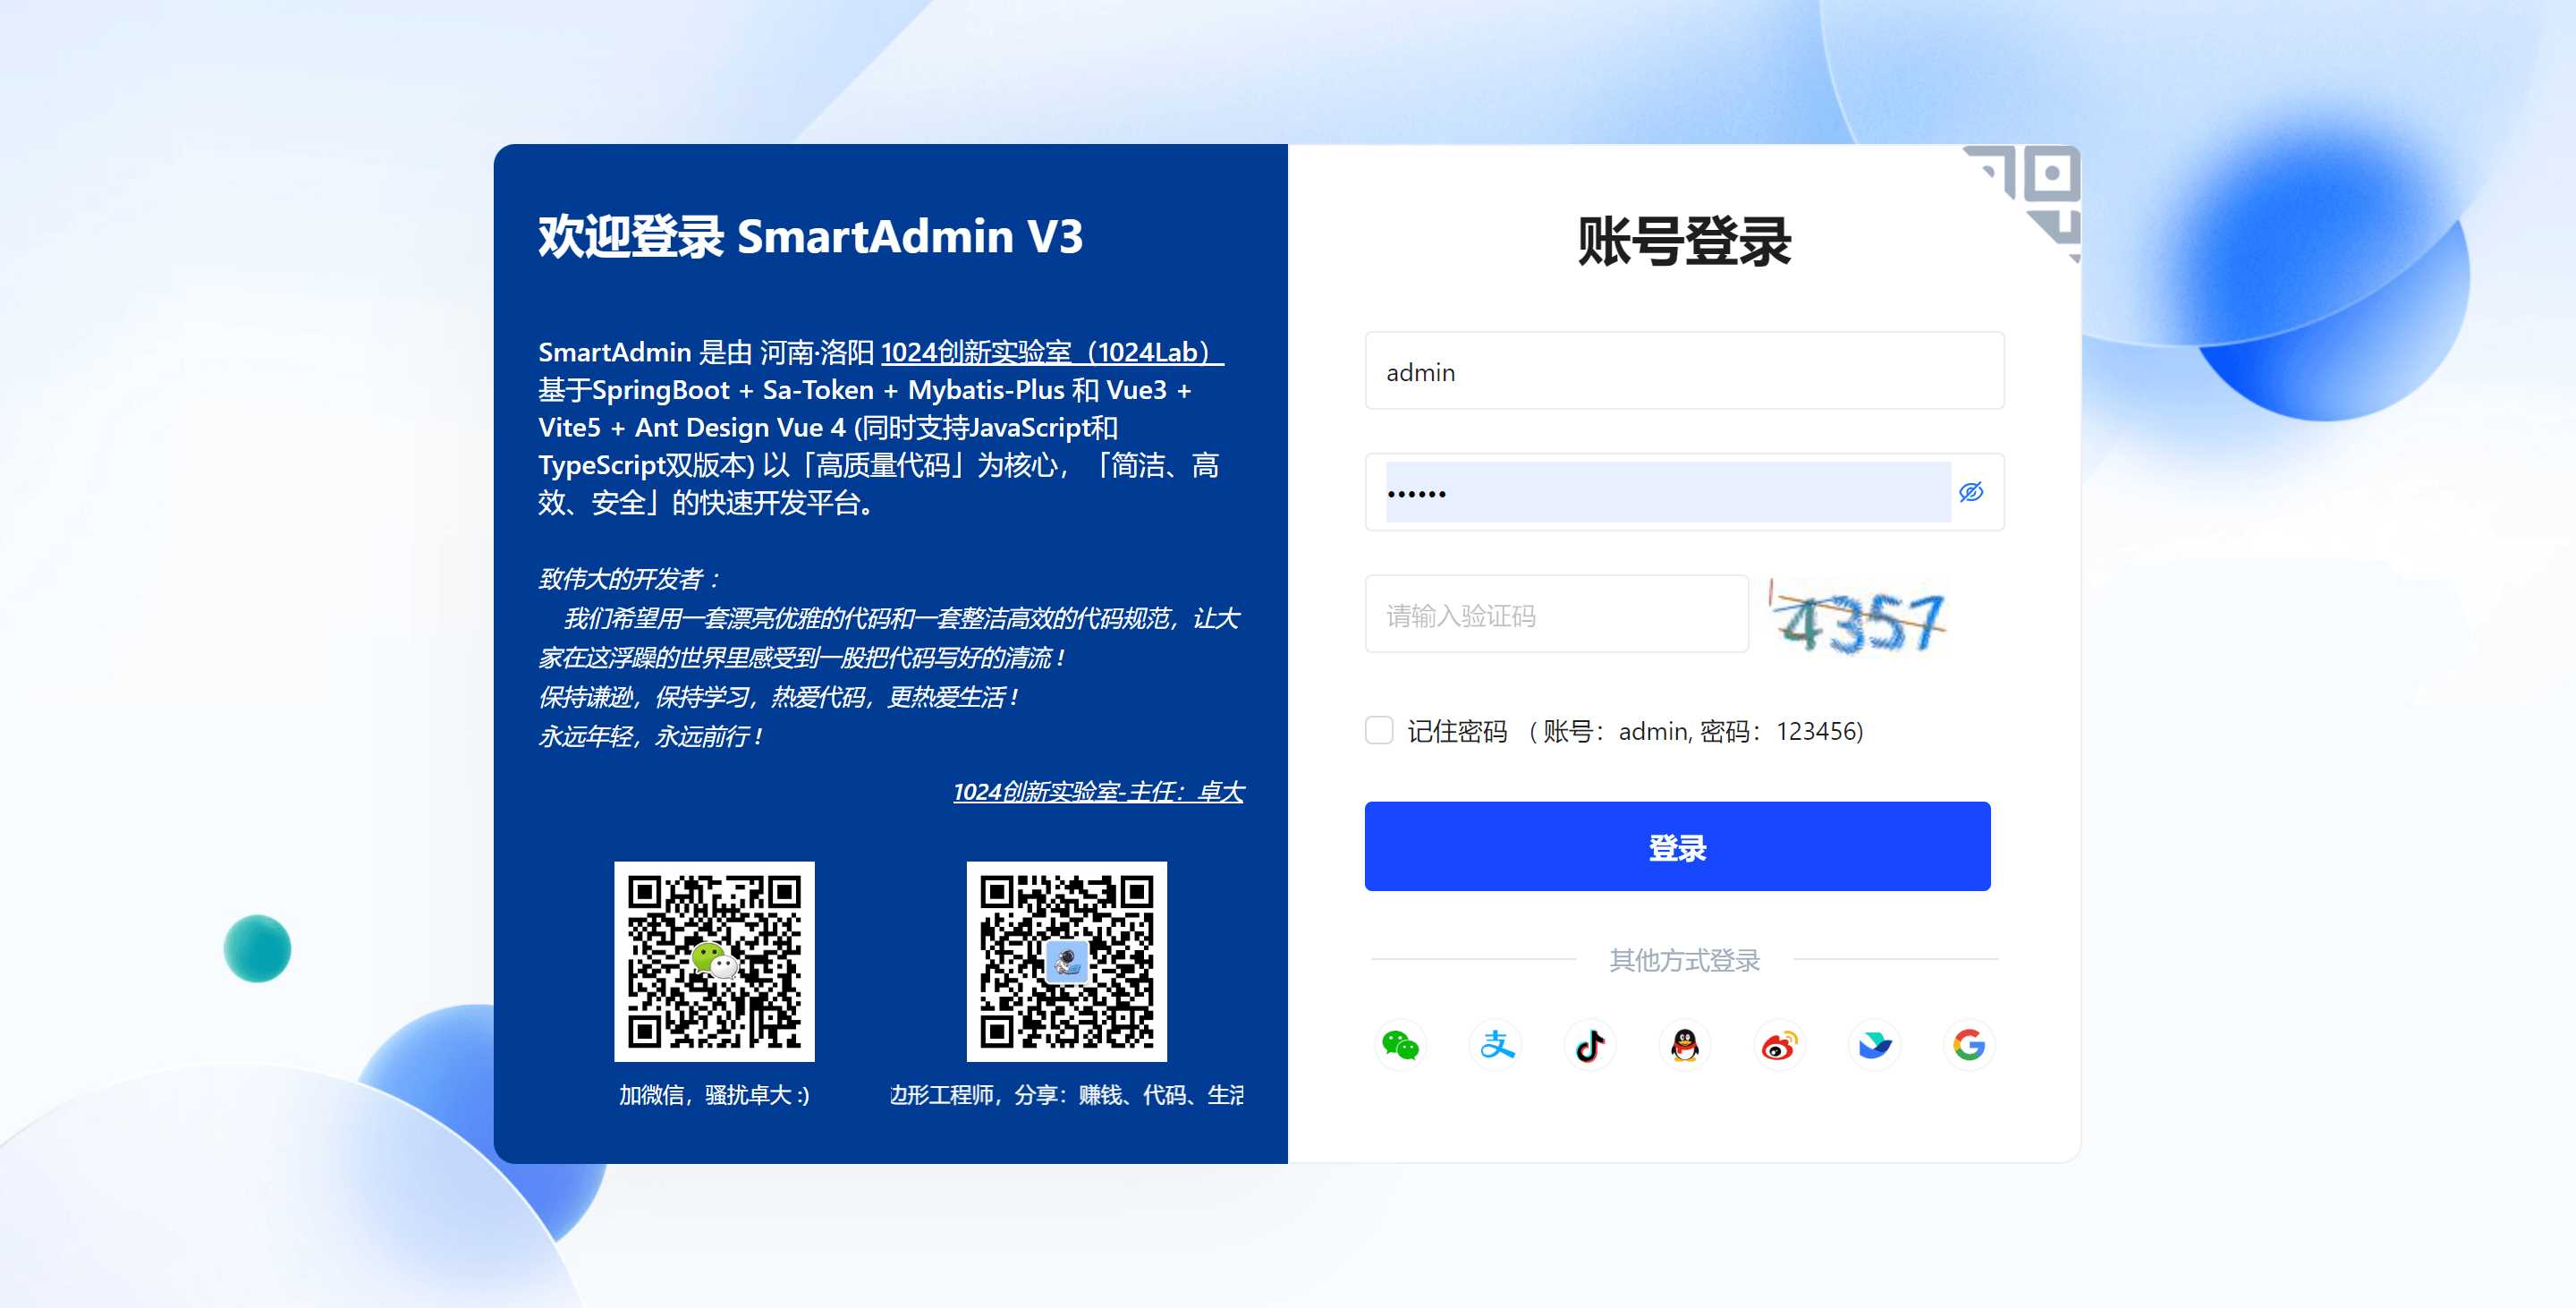 欢迎登录 SmartAdmin V3
SmartAdmin 是由 河南·洛阳 1024创新实验室（1024Lab）
基于SpringBoot + Sa-Token + Mybatis-Plus 和 Vue3 +
Vite5 + Ant Design Vue 4 (同时支持JavaScript和
TypeScript双版本) 以「高质量代码」为核心，「简洁、高
效、安全」的快速开发平台。
致伟大的开发者：
我们希望用一套漂亮优雅的代码和一套整洁高效的代码规范，让大
家在这浮躁的世界里感受到一股把代码写好的清流！
保持谦逊，保持学习，热爱代码，更热爱生活！
永远年轻，永远前行！
1024创新实验室-主任：卓大
加微信，骚扰卓大 :)
边形工程师，分享：赚钱、代码、生活
账号登录
admin
••••••
请输入验证码
4357
记住密码 ( 账号：admin, 密码：123456)
登录
其他方式登录